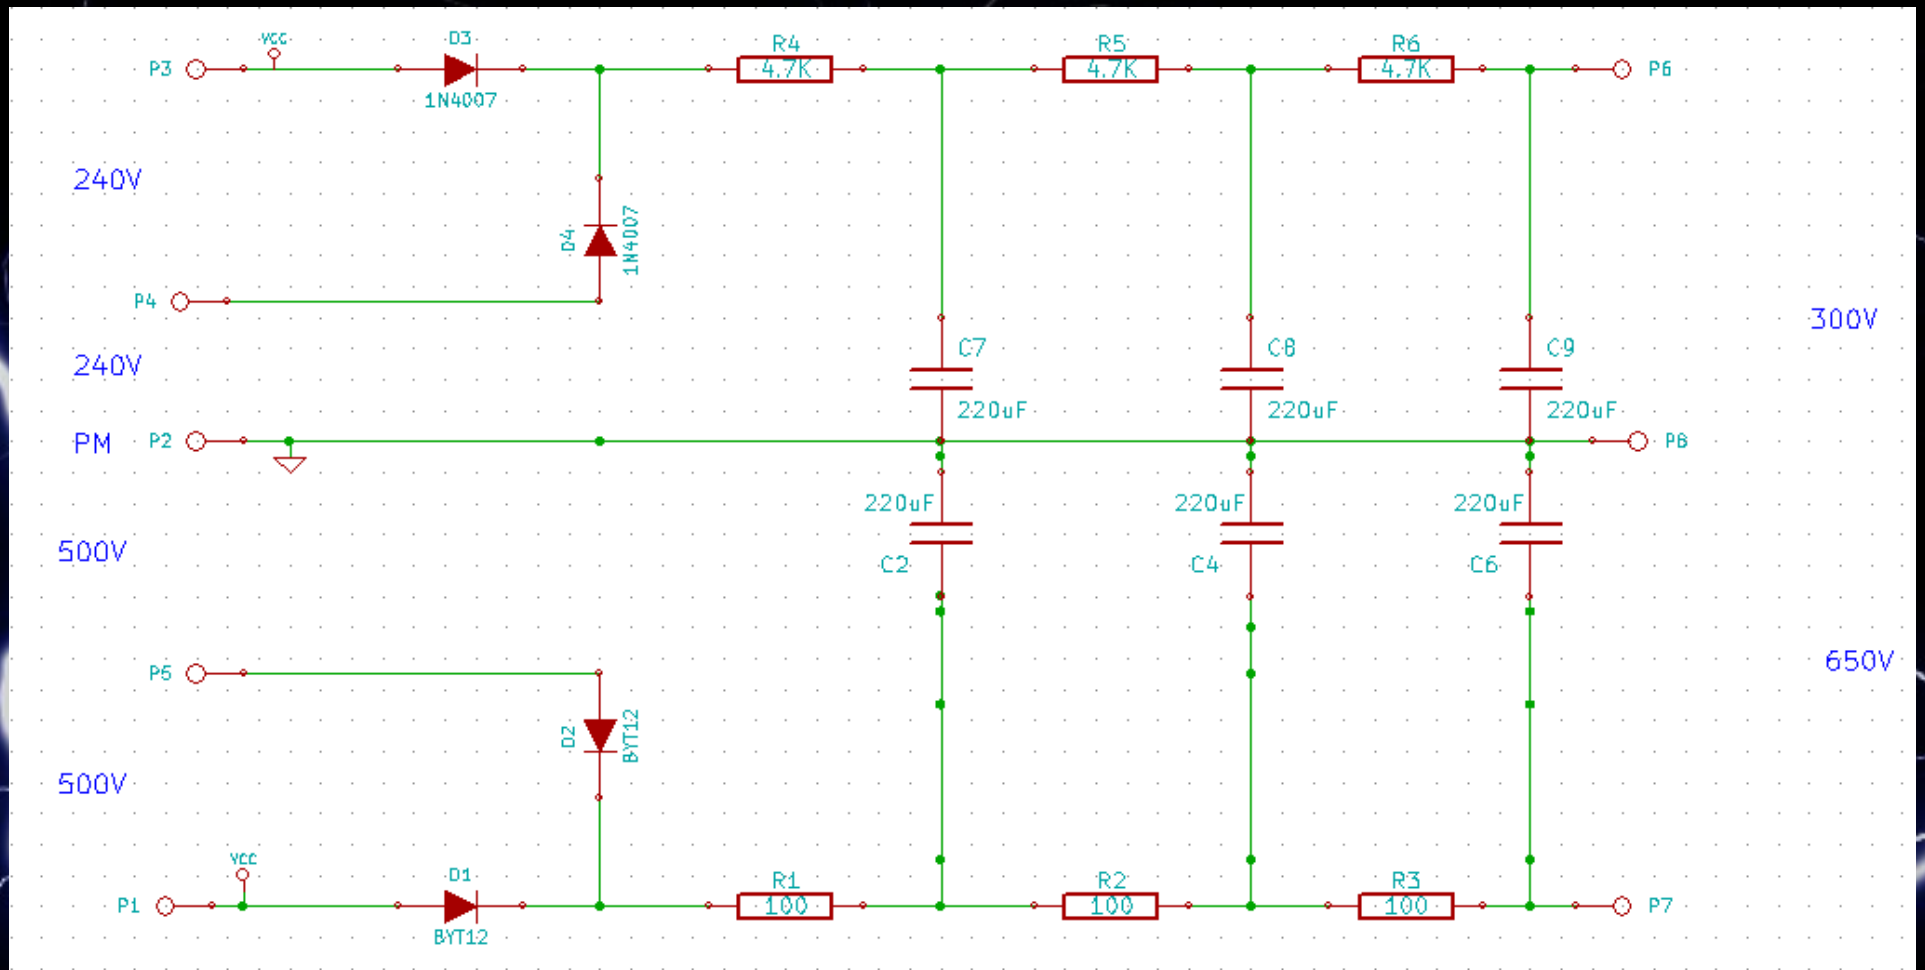 VCC
D3
R4
R5
R6
P3
4.7K
4.7K
4.7K
P6
1N4007
240V
D4
1N4007
P4
300V
C7
C8
C9
240V
220uF
220uF
220uF
PM
P2
P8
220uF
220uF
220uF
500V
C2
C4
C6
650V
P5
D2
BYT12
500V
VCC
D1
R1
R2
R3
P1
100
100
100
P7
BYT12